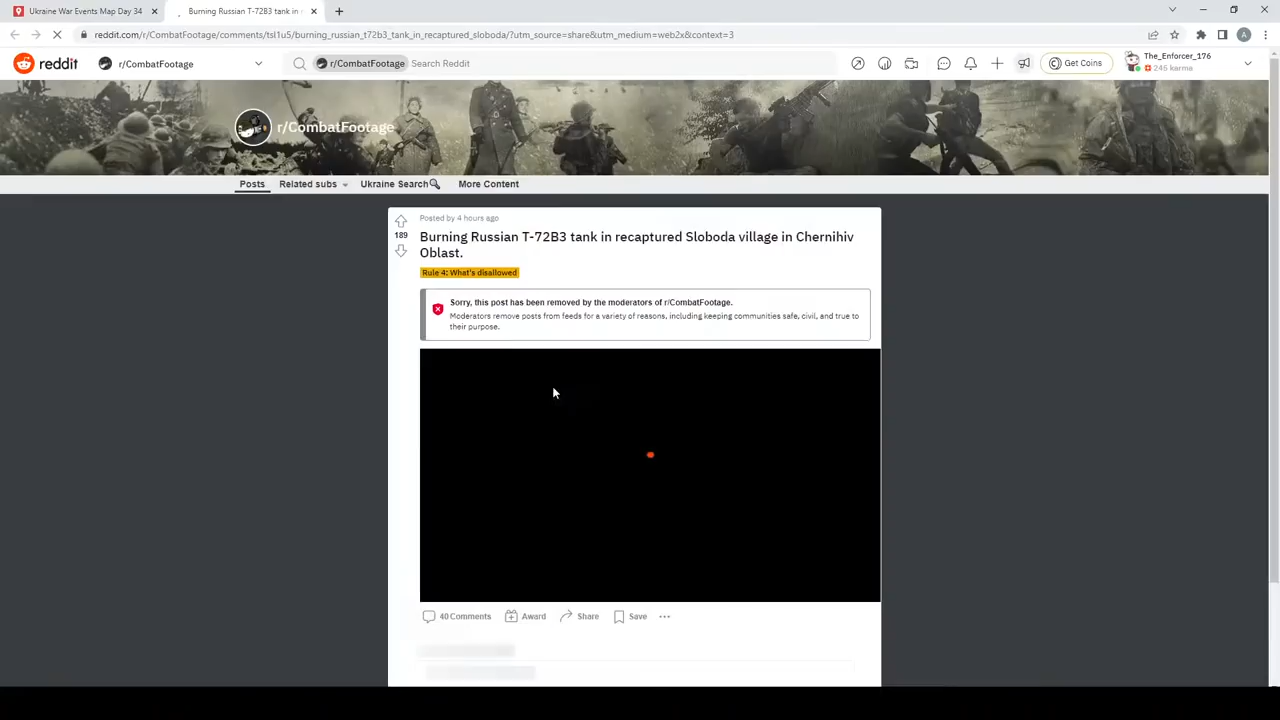 Ukraine War Events Map Day 34
Burning Russian T-72B3 tank in
reddit.com/r/CombatFootage/comments/tsl1u5/burning_russian_t72b3_tank_in_recaptured_sloboda/?utm_source=share&utm_medium=web2x&context=3
A
reddit
r/CombatFootage
r/CombatFootage
Search Reddit
Get Coins
The_Enforcer_176
245 karma
r/CombatFootage
Posts
Related subs
Ukraine Search🔍
More Content
Posted by 4 hours ago
189
Burning Russian T-72B3 tank in recaptured Sloboda village in Chernihiv
Oblast.
Rule 4: What's disallowed
Sorry, this post has been removed by the moderators of r/CombatFootage.
Moderators remove posts from feeds for a variety of reasons, including keeping communities safe, civil, and true to
their purpose.
40 Comments
Award
Share
Save